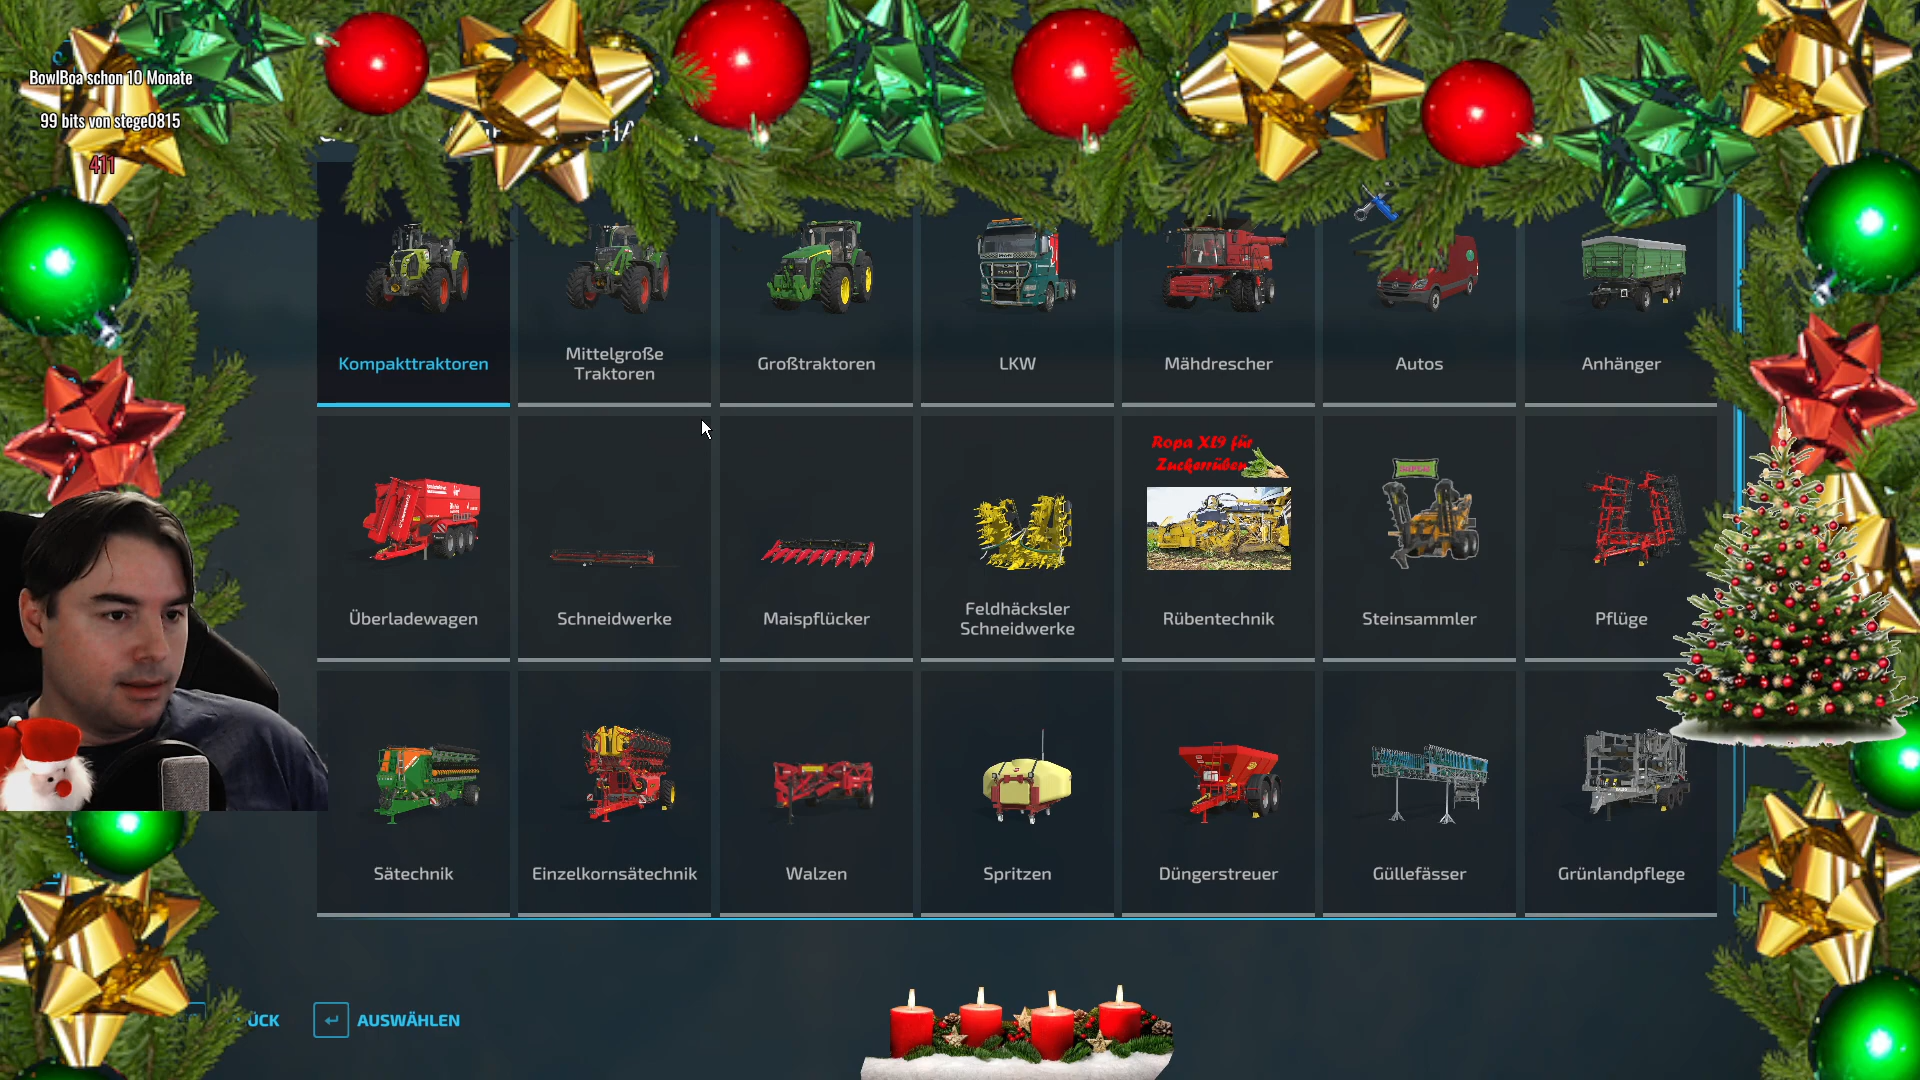 BowlBoa schon 10 Monate
99 bits von stege0815
411
Kompakttraktoren
Mittelgroße
Traktoren
Großtraktoren
LKW
Mähdrescher
Autos
Anhänger
Ropa XL9 für
Zuckerrüben
Überladewagen
Schneidwerke
Maispflücker
Feldhäcksler
Schneidwerke
Rübentechnik
Steinsammler
Pflüge
Sätechnik
Einzelkornsätechnik
Walzen
Spritzen
Düngerstreuer
Güllefässer
Grünlandpflege
ÜCK
AUSWÄHLEN